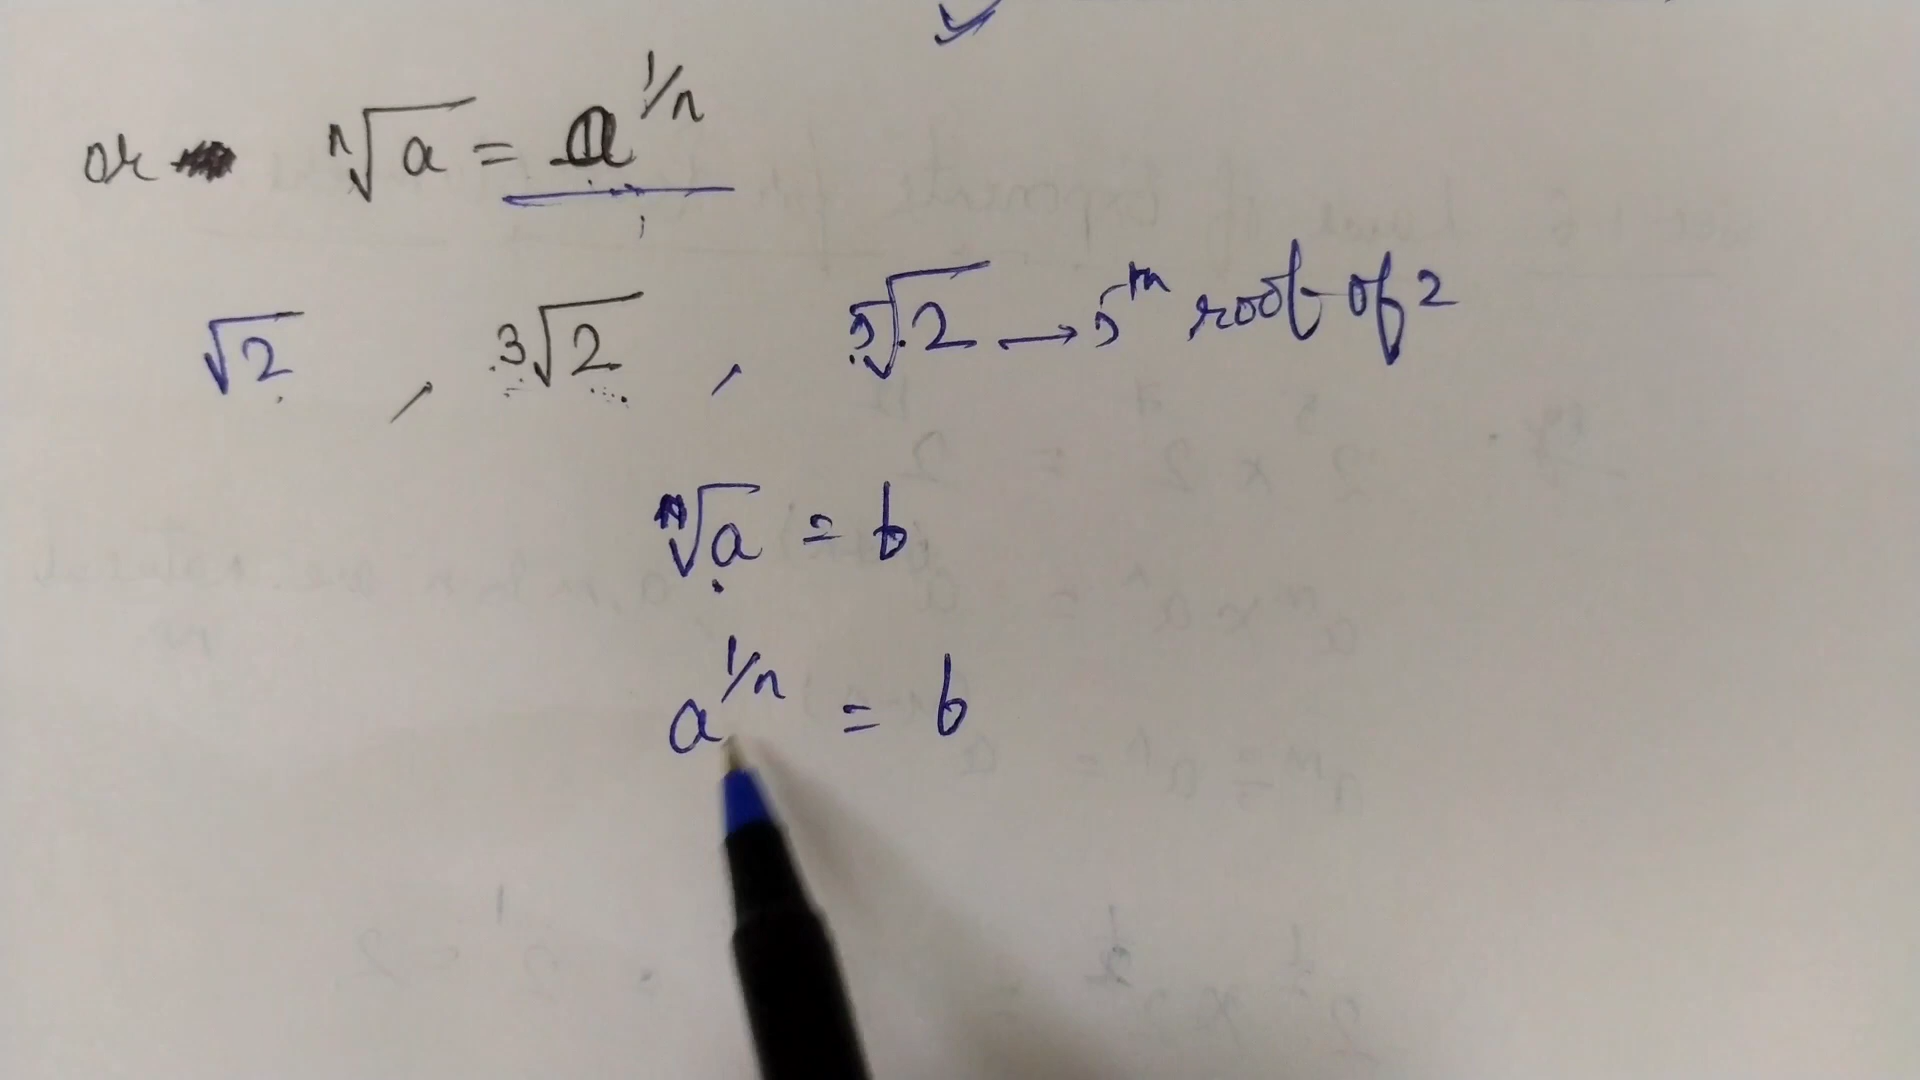 or ⁿ√a = a^1/n
√2 , ³√2 , ⁵√2 → 5th root of 2
ⁿ√a = b
a^1/n = b